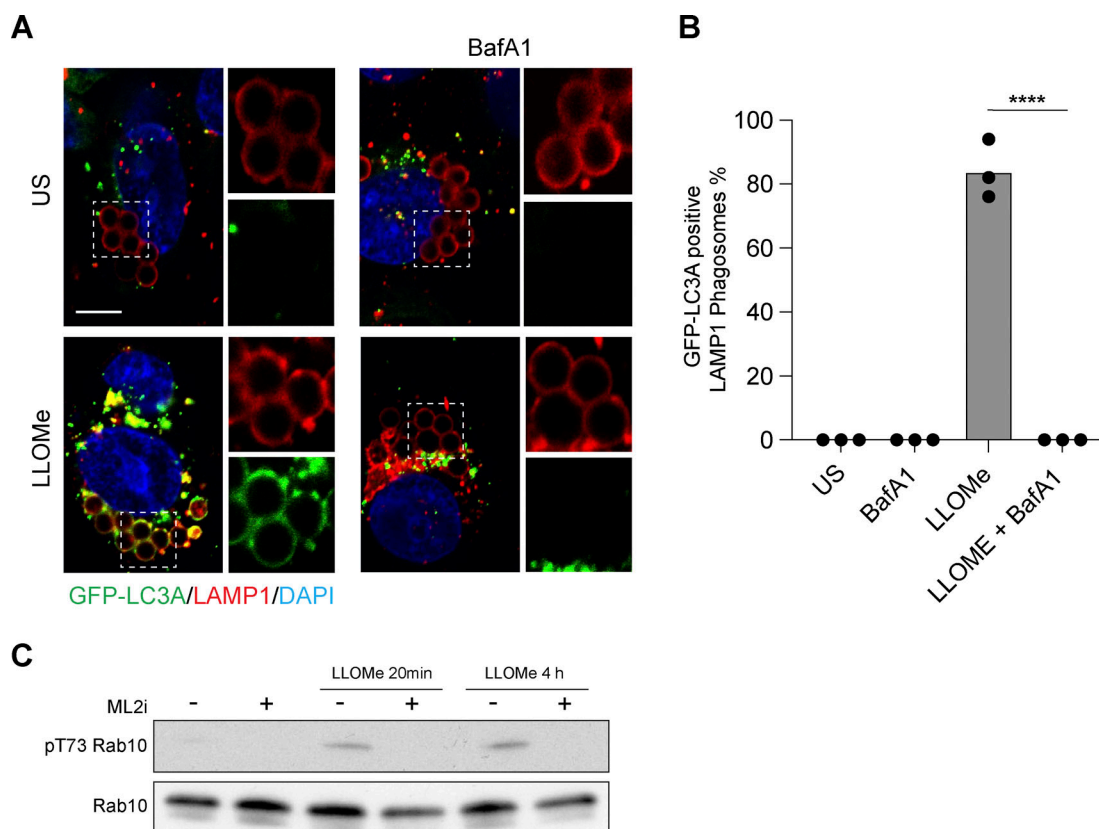 A
BafA1
US
LLOMe
GFP-LC3A/LAMP1/DAPI
B
****
GFP-LC3A positive
LAMP1 Phagosomes %
100
80
60
40
20
0
US
BafA1
LLOMe
LLOME + BafA1
C
LLOMe 20min LLOMe 4 h
ML2i - + - + - +
pT73 Rab10
Rab10